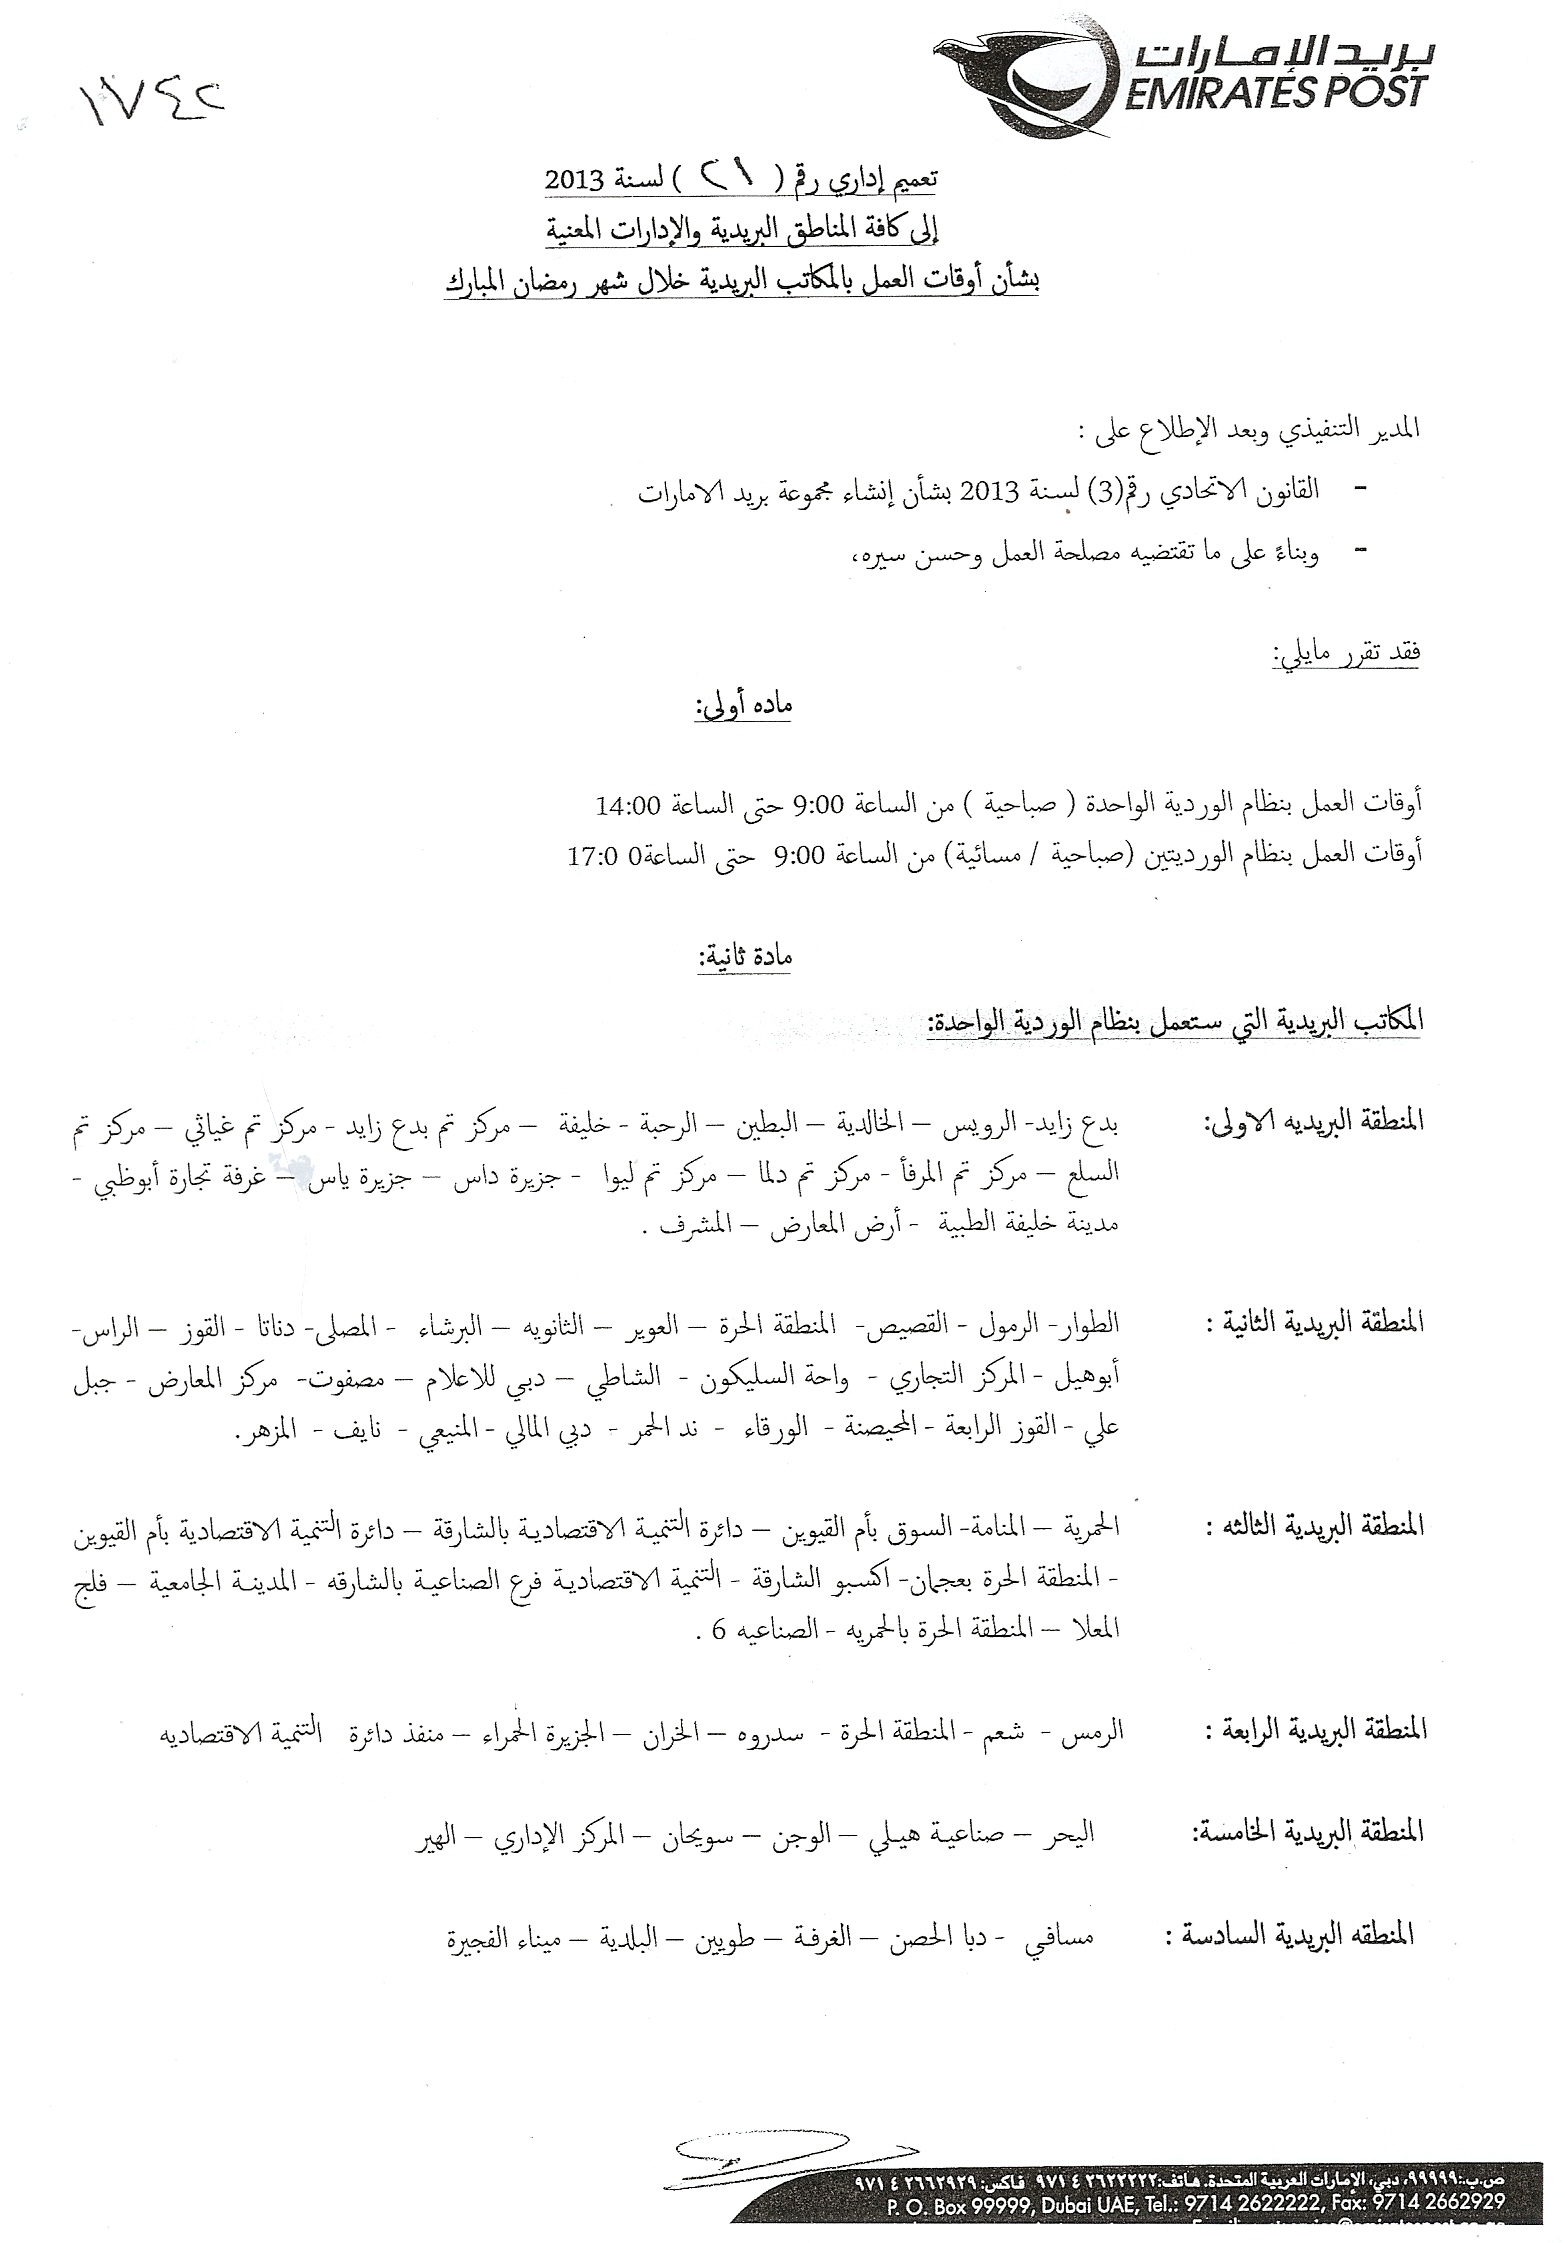 بريد الإمارات
EMIRATES POST
١٧٤٢
تعميم إداري رقم ( ٢١ ) لسنة 2013
إلى كافة المناطق البريدية والإدارات المعنية
بشأن أوقات العمل بالمكاتب البريدية خلال شهر رمضان المبارك
المدير التنفيذي وبعد الإطلاع على :
- القانون الاتحادي رقم(3) لسنة 2013 بشأن إنشاء مجموعة بريد الامارات
- وبناءً على ما تقتضيه مصلحة العمل وحسن سيره،
فقد تقرر مايلي:
ماده أولى:
أوقات العمل بنظام الوردية الواحدة ( صباحية ) من الساعة 9:00 حتى الساعة 14:00
أوقات العمل بنظام الورديتين (صباحية / مسائية) من الساعة 9:00 حتى الساعة0 17:0
مادة ثانية:
المكاتب البريدية التي ستعمل بنظام الوردية الواحدة:
المنطقة البريديه الاولى: بدع زايد- الرويس – الخالدية – البطين – الرحبة - خليفة – مركز تم بدع زايد - مركز تم غياثي – مركز تم
السلع – مركز تم المرفأ - مركز تم دلما – مركز تم ليوا - جزيرة داس – جزيرة ياس – غرفة تجارة أبوظبي -
مدينة خليفة الطبية - أرض المعارض – المشرف .
المنطقة البريدية الثانية : الطوار- الرمول - القصيص- المنطقة الحرة – العوير – الثانويه – البرشاء - المصلى- دناتا - القوز – الراس-
أبوهيل - المركز التجاري - واحة السليكون - الشاطي – دبي للاعلام – مصفوت- مركز المعارض - جبل
علي - القوز الرابعة - المحيصنة - الورقاء - ند الحمر - دبي المالي - المنيعي - نايف - المزهر.
المنطقة البريدية الثالثه : الحمرية – المنامة- السوق بأم القيوين – دائرة التنمية الاقتصادية بالشارقة – دائرة التنمية الاقتصادية بأم القيوين
- المنطقة الحرة بعجمان- اكسبو الشارقة - التنمية الاقتصادية فرع الصناعية بالشارقه - المدينة الجامعية – فلج
المعلا – المنطقة الحرة بالحمريه - الصناعيه 6 .
المنطقة البريدية الرابعة : الرمس - شعم - المنطقة الحرة - سدروه – الخران – الجزيرة الحمراء – منفذ دائرة التنمية الاقتصاديه
المنطقة البريدية الخامسة: اليحر – صناعية هيلي – الوجن – سويحان – المركز الإداري – الهير
المنطقه البريدية السادسة : مسافي - دبا الحصن – الغرفة – طويين – البلدية – ميناء الفجيرة
ص.ب.:٩٩٩٩٩، دبي، الإمارات العربية المتحدة. هاتف:٢٦٢٢٢٢٢ ٤ ٩٧١ فاكس: ٢٦٦٢٩٢٩ ٤ ٩٧١
P. O. Box 99999, Dubai UAE, Tel.: 9714 2622222, Fax: 9714 2662929